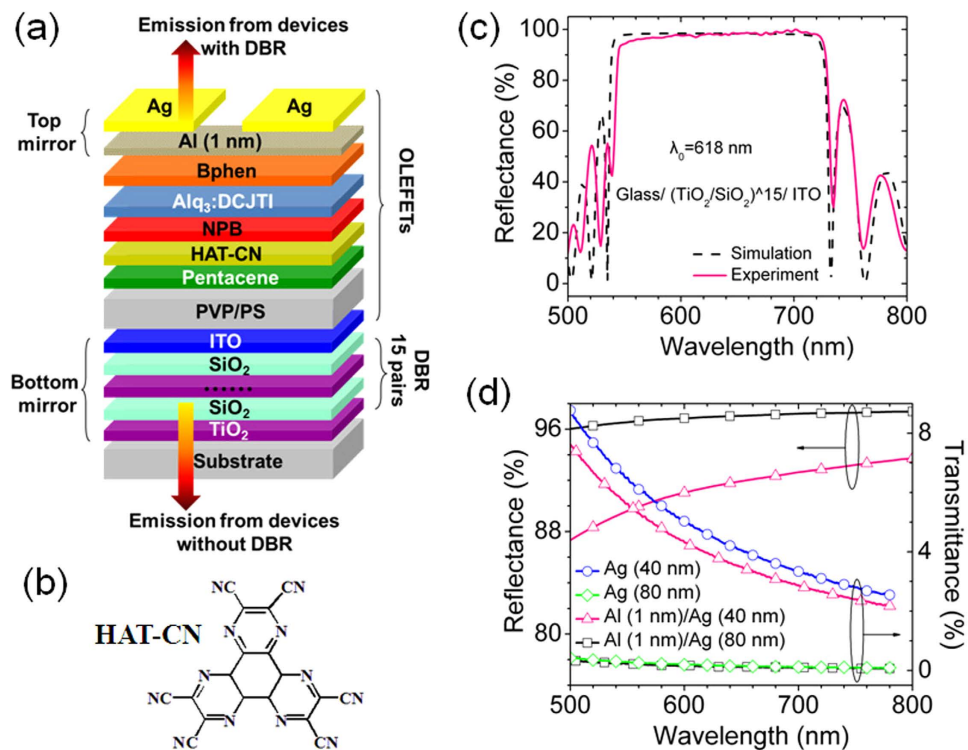 (a)
Emission from devices
with DBR
Ag
Ag
Top
mirror
Al (1 nm)
Bphen
Alq3:DCJTI
NPB
HAT-CN
Pentacene
PVP/PS
OLEFETs
ITO
SiO2
......
SiO2
TiO2
Substrate
Bottom
mirror
DBR
15 pairs
Emission from devices
without DBR
(b)
HAT-CN
NC
CN
N
N
N
N
NC
CN
NC
N
N
CN
(c)
Reflectance (%)
100
80
60
40
20
0
λ0=618 nm
Glass/ (TiO2/SiO2)^15/ ITO
Simulation
Experiment
500
600
700
800
Wavelength (nm)
(d)
Reflectance (%)
96
88
80
Transmittance (%)
8
4
0
Ag (40 nm)
Ag (80 nm)
Al (1 nm)/Ag (40 nm)
Al (1 nm)/Ag (80 nm)
500
600
700
800
Wavelength (nm)